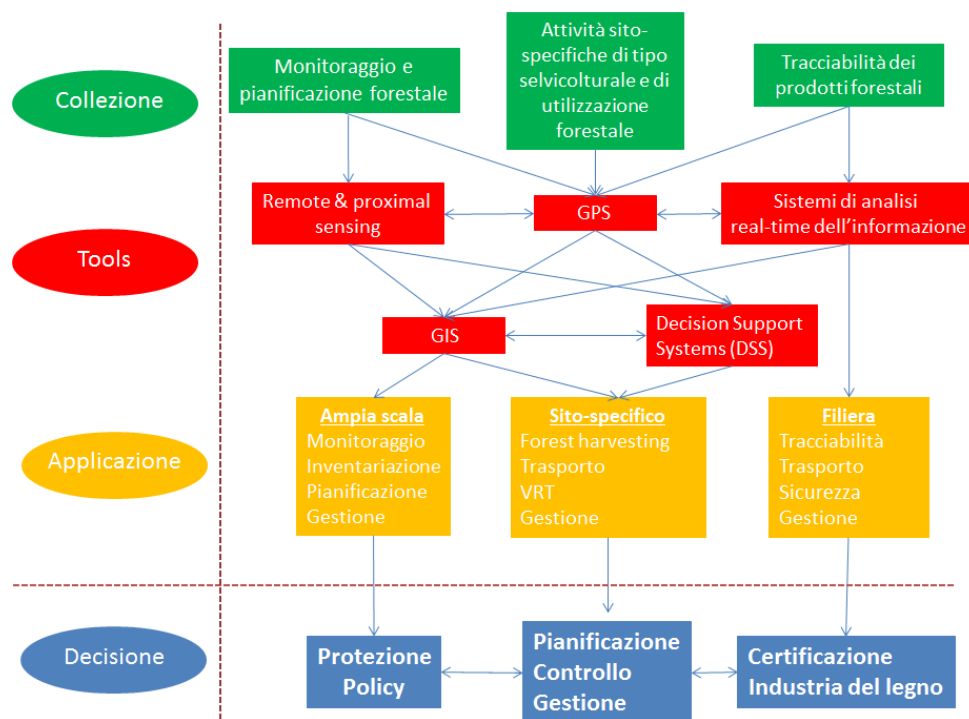 Collezione
Monitoraggio e
pianificazione forestale
Attività sito-
specifiche di tipo
selvicolturale e di
utilizzazione
forestale
Tracciabilità dei
prodotti forestali
Tools
Remote & proximal
sensing
GPS
Sistemi di analisi
real-time dell'informazione
GIS
Decision Support
Systems (DSS)
Applicazione
Ampia scala
Monitoraggio
Inventariazione
Pianificazione
Gestione
Sito-specifico
Forest harvesting
Trasporto
VRT
Gestione
Filiera
Tracciabilità
Trasporto
Sicurezza
Gestione
Decisione
Protezione
Policy
Pianificazione
Controllo
Gestione
Certificazione
Industria del legno